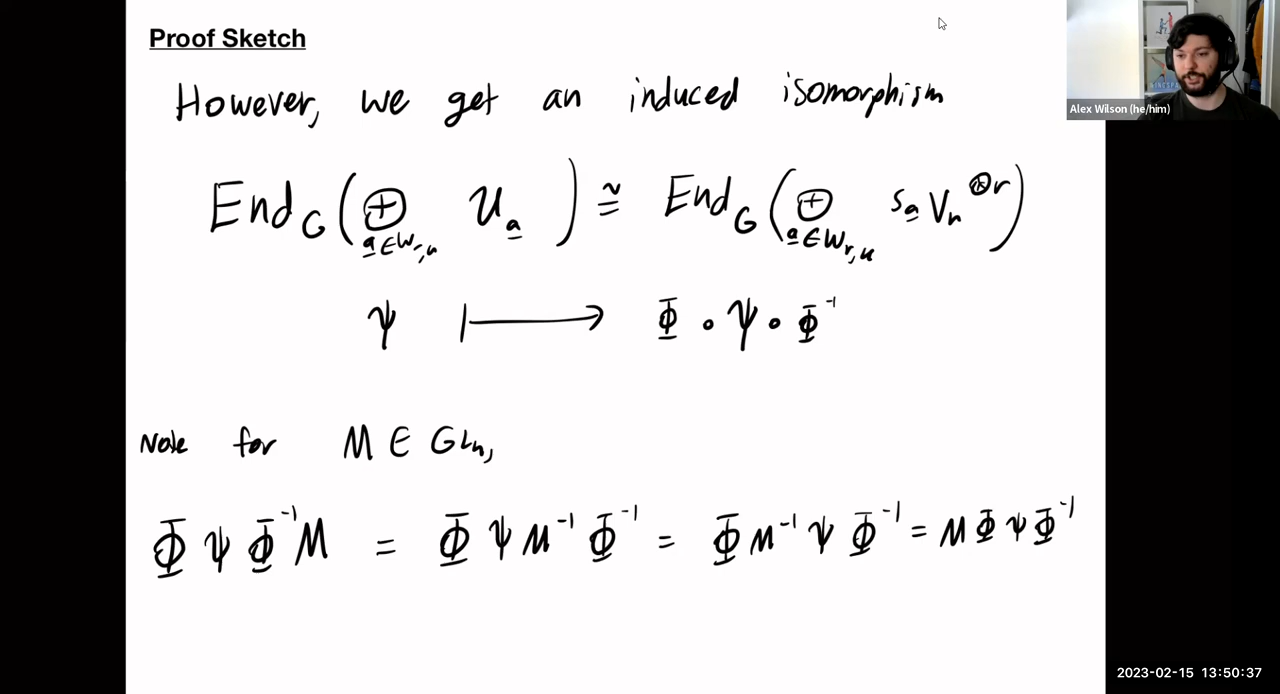 Proof Sketch
However, we get an induced isomorphism
End_G(⊕_{a∈W_{r,n}} U_a) ≅ End_G(⊕_{a∈W_{r,n}} S_a V_n^{⊗r})
ψ ⟼ Φ∘ψ∘Φ^{-1}
Note for M ∈ GL_n,
Φ ψ Φ^{-1} M = Φ ψ M^{-1} Φ^{-1} = Φ M^{-1} ψ Φ^{-1} = M Φ ψ Φ^{-1}
Alex Wilson (he/him)
2023-02-15 13:50:37